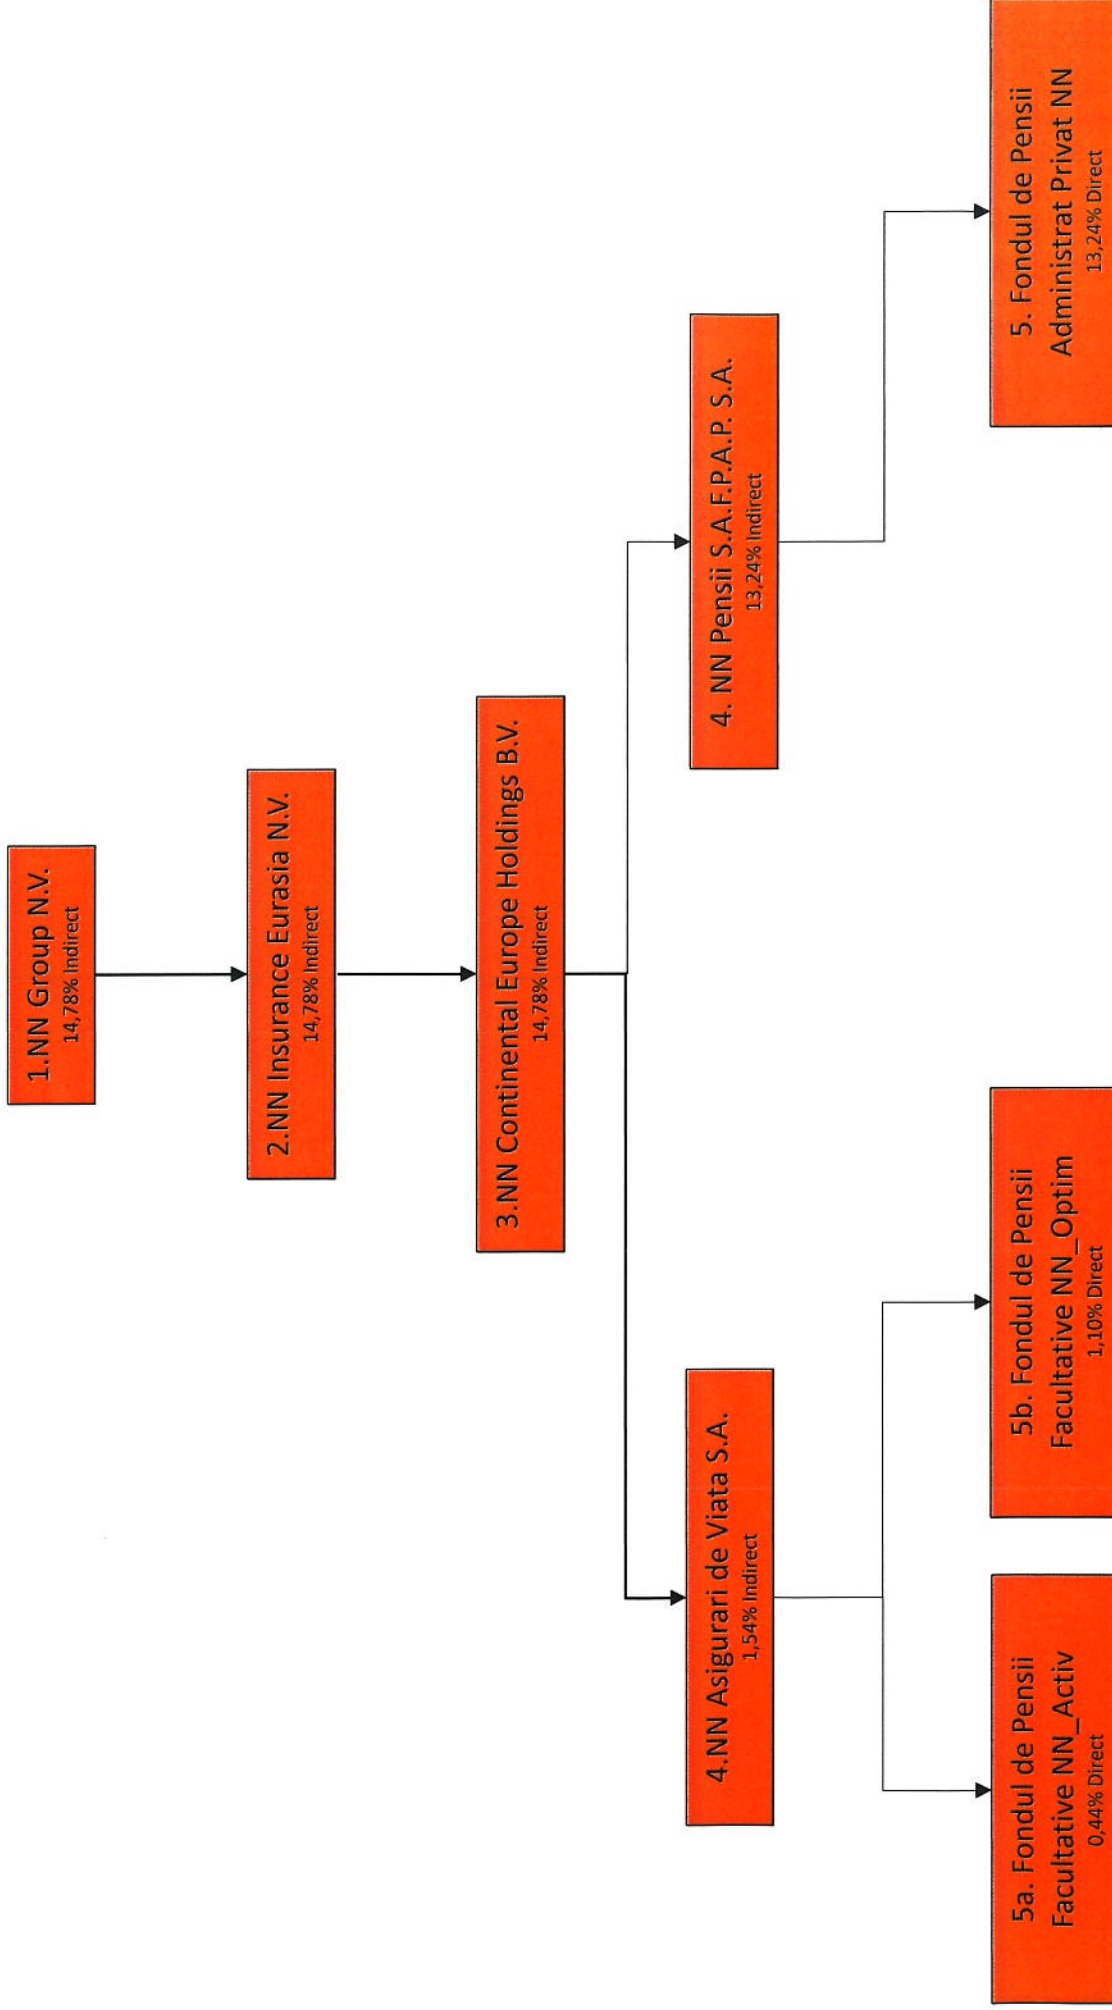 1.NN Group N.V.
14,78% Indirect
2.NN Insurance Eurasia N.V.
14,78% Indirect
3.NN Continental Europe Holdings B.V.
14,78% Indirect
4.NN Asigurari de Viata S.A.
1,54% Indirect
4. NN Pensii S.A.F.P.A.P. S.A.
13,24% Indirect
5a. Fondul de Pensii
Facultative NN_Activ
0,44% Direct
5b. Fondul de Pensii
Facultative NN_Optim
1,10% Direct
5. Fondul de Pensii
Administrat Privat NN
13,24% Direct